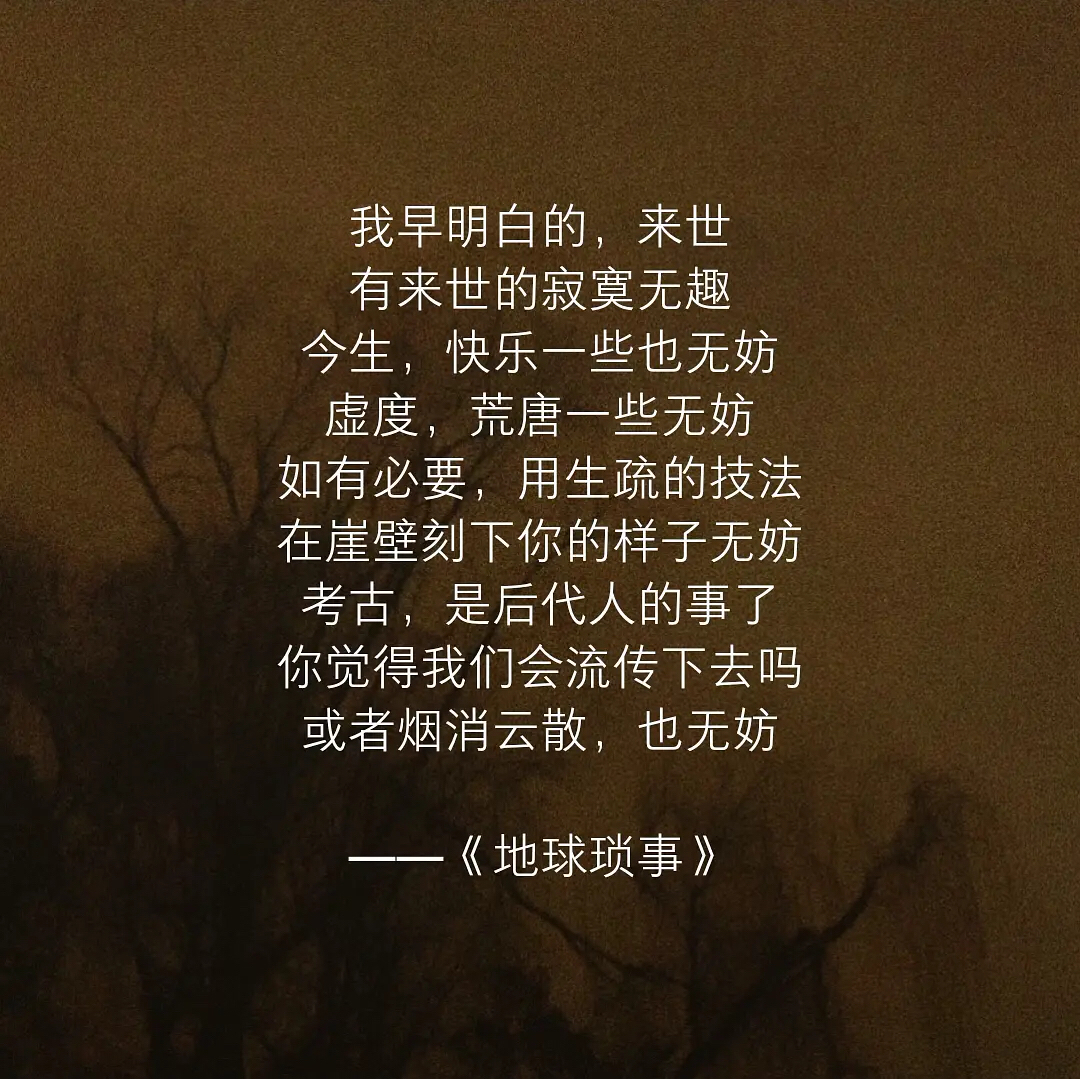 我早明白的，来世
有来世的寂寞无趣
今生，快乐一些也无妨
虚度，荒唐一些无妨
如有必要，用生疏的技法
在崖壁刻下你的样子无妨
考古，是后代人的事了
你觉得我们会流传下去吗
或者烟消云散，也无妨
——《地球琐事》